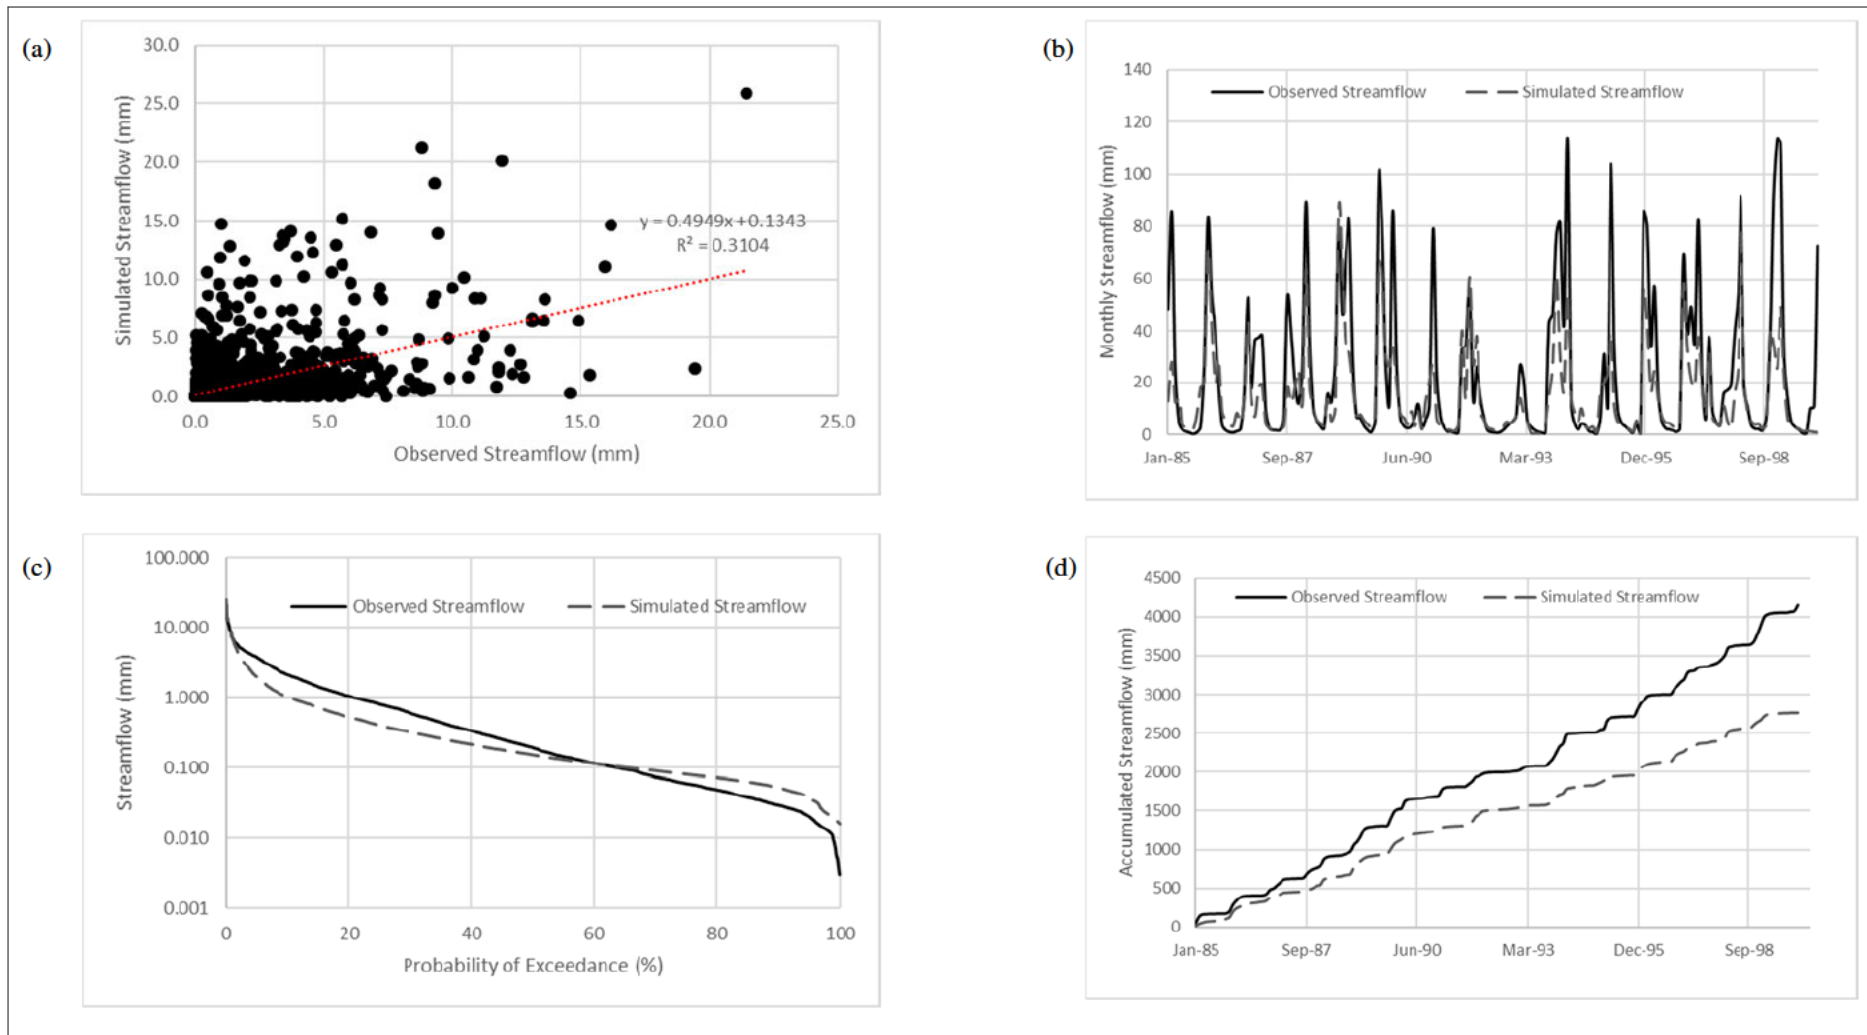 (a)
30.0
25.0
20.0
15.0
10.0
5.0
0.0
Simulated Streamflow (mm)
y = 0.4949x + 0.1343
R² = 0.3104
0.0 5.0 10.0 15.0 20.0 25.0
Observed Streamflow (mm)
(b)
140
120
100
80
60
40
20
0
Monthly Streamflow (mm)
Observed Streamflow Simulated Streamflow
Jan-85 Sep-87 Jun-90 Mar-93 Dec-95 Sep-98
(c)
100.000
10.000
1.000
0.100
0.010
0.001
Streamflow (mm)
Observed Streamflow Simulated Streamflow
0 20 40 60 80 100
Probability of Exceedance (%)
(d)
4500
4000
3500
3000
2500
2000
1500
1000
500
0
Accumulated Streamflow (mm)
Observed Streamflow Simulated Streamflow
Jan-85 Sep-87 Jun-90 Mar-93 Dec-95 Sep-98